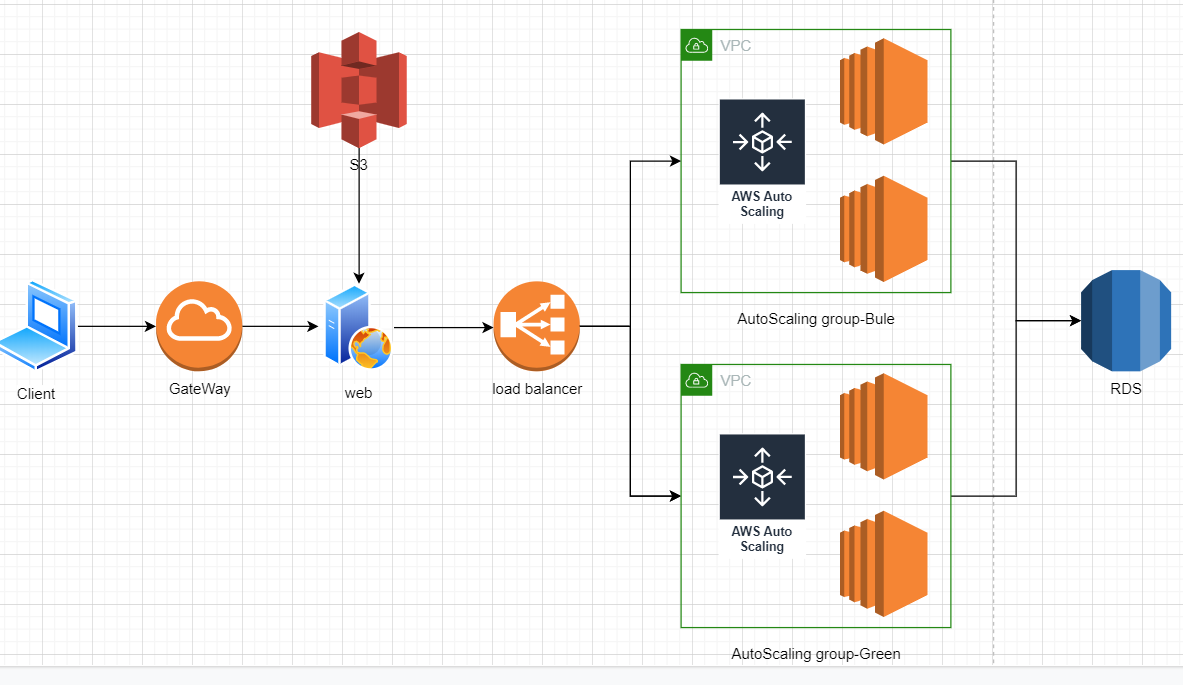 S3
Client
GateWay
web
load balancer
VPC
AWS Auto
Scaling
AutoScaling group-Bule
VPC
AWS Auto
Scaling
AutoScaling group-Green
RDS